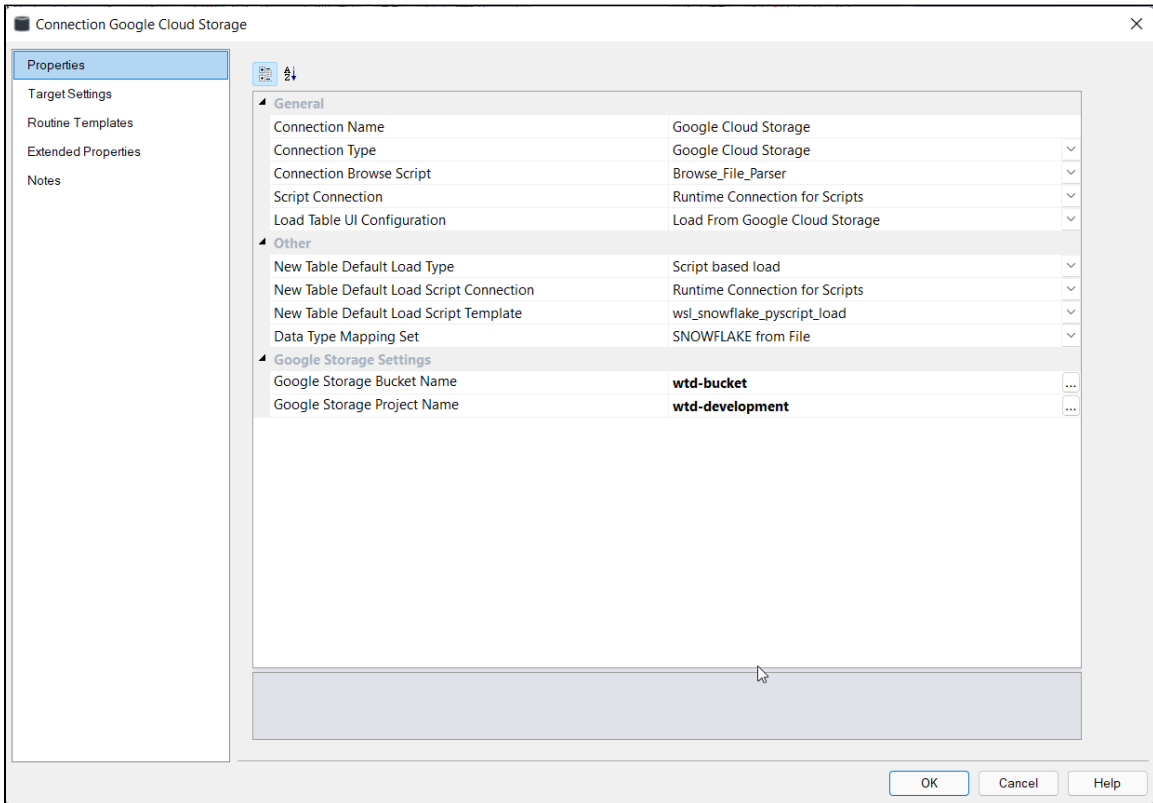 Connection Google Cloud Storage
Properties
Target Settings
Routine Templates
Extended Properties
Notes
General
Connection Name Google Cloud Storage
Connection Type Google Cloud Storage
Connection Browse Script Browse_File_Parser
Script Connection Runtime Connection for Scripts
Load Table UI Configuration Load From Google Cloud Storage
Other
New Table Default Load Type Script based load
New Table Default Load Script Connection Runtime Connection for Scripts
New Table Default Load Script Template wsl_snowflake_pyscript_load
Data Type Mapping Set SNOWFLAKE from File
Google Storage Settings
Google Storage Bucket Name wtd-bucket ...
Google Storage Project Name wtd-development ...
OK Cancel Help